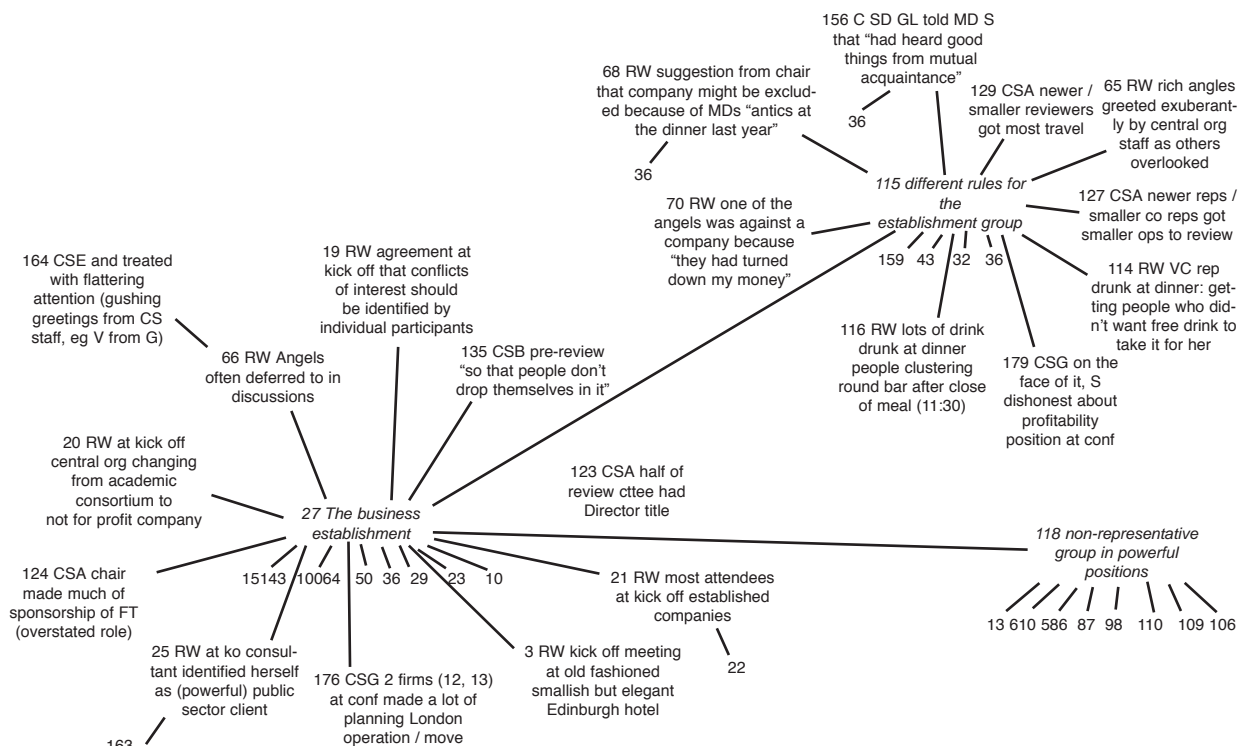 156 C SD GL told MD S
that “had heard good
things from mutual
acquaintance”
36
68 RW suggestion from chair
that company might be exclud-
ed because of MDs “antics at
the dinner last year”
36
129 CSA newer /
smaller reviewers
got most travel
65 RW rich angles
greeted exuberant-
ly by central org
staff as others
overlooked
115 different rules for
the
establishment group
159 43 32 36
70 RW one of the
angels was against a
company because
“they had turned
down my money”
127 CSA newer reps /
smaller co reps got
smaller ops to review
114 RW VC rep
drunk at dinner: get-
ting people who did-
n’t want free drink to
take it for her
116 RW lots of drink
drunk at dinner
people clustering
round bar after close
of meal (11:30)
179 CSG on the
face of it, S
dishonest about
profitability
position at conf
164 CSE and treated
with flattering
attention (gushing
greetings from CS
staff, eg V from G)
19 RW agreement at
kick off that conflicts
of interest should
be identified by
individual participants
66 RW Angels
often deferred to in
discussions
135 CSB pre-review
“so that people don’t
drop themselves in it”
20 RW at kick off
central org changing
from academic
consortium to
not for profit company
123 CSA half of
review cttee had
Director title
27 The business
establishment
15143 10064 50 36 29 23 10
118 non-representative
group in powerful
positions
13 610 586 87 98 110 109 106
124 CSA chair
made much of
sponsorship of FT
(overstated role)
21 RW most attendees
at kick off established
companies
22
25 RW at ko consul-
tant identified herself
as (powerful) public
sector client
163
176 CSG 2 firms (12, 13)
at conf made a lot of
planning London
operation / move
3 RW kick off meeting
at old fashioned
smallish but elegant
Edinburgh hotel